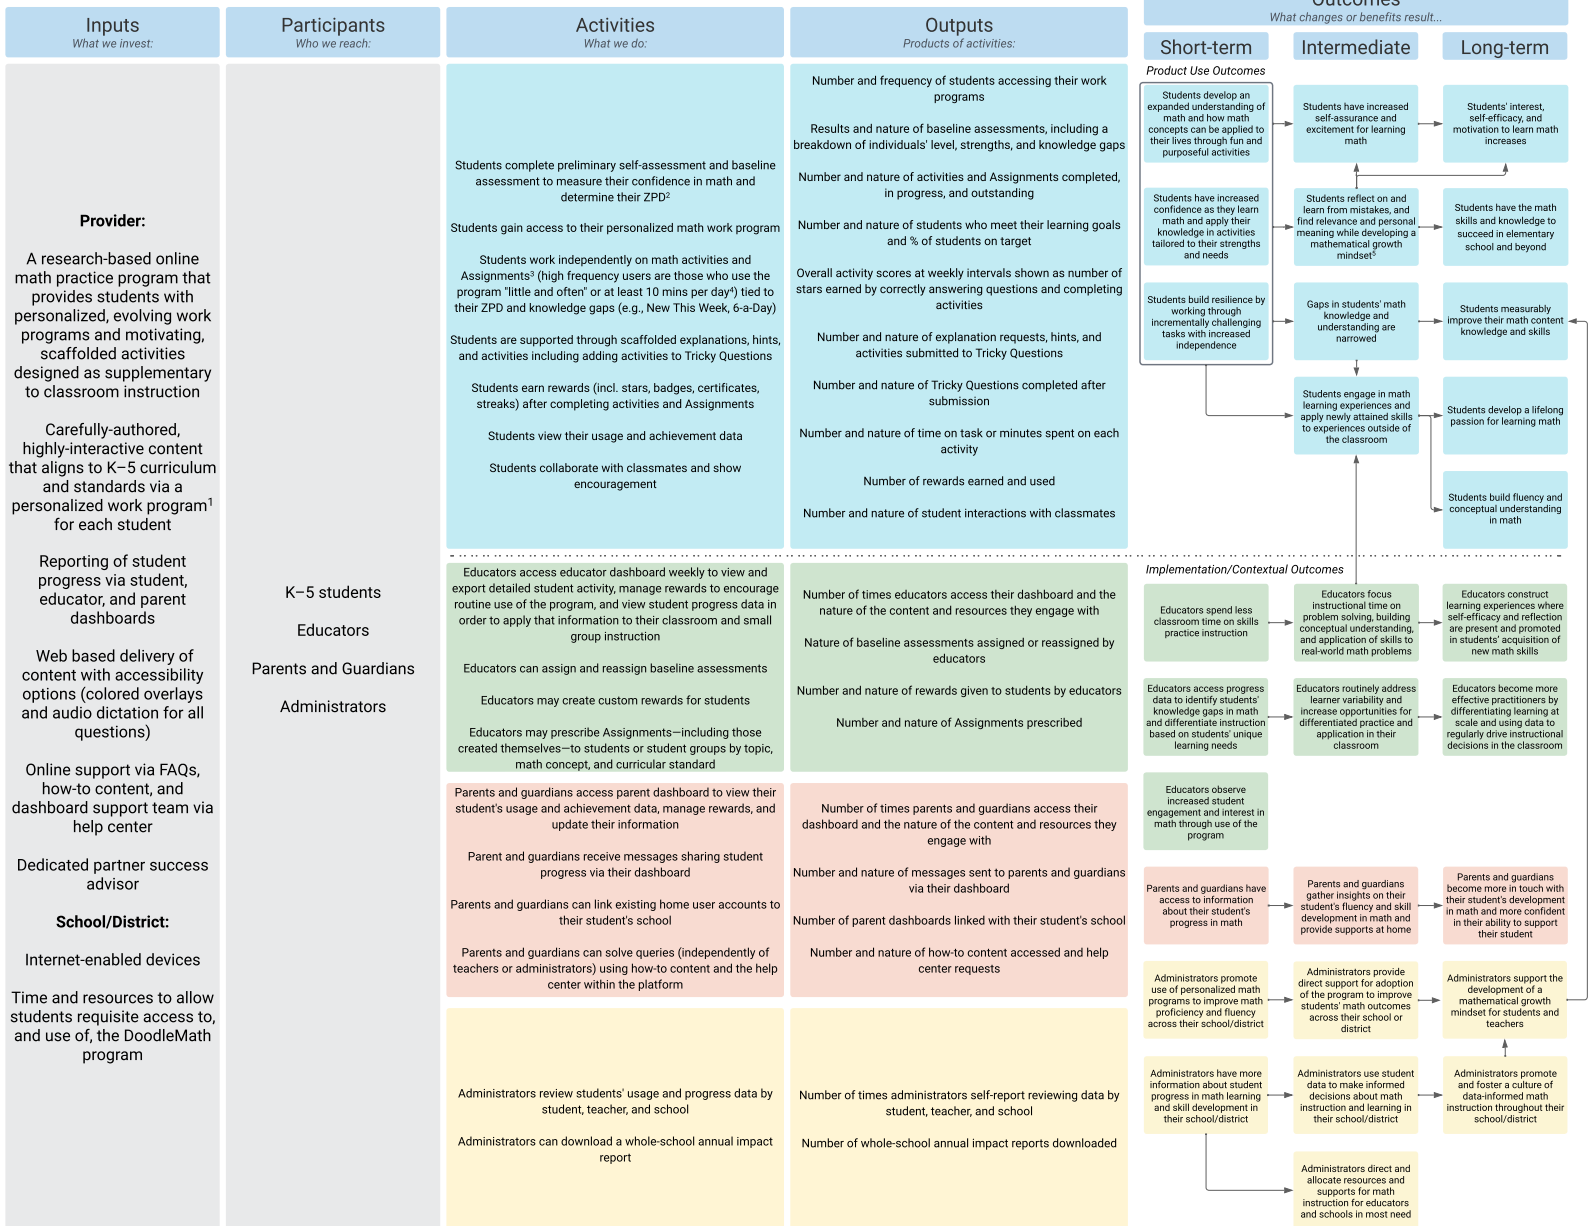 Inputs
What we invest:
Participants
Who we reach:
Activities
What we do:
Outputs
Products of activities:
Outcomes
What changes or benefits result...
Short-term
Intermediate
Long-term
Provider:
A research-based online
math practice program that
provides students with
personalized, evolving work
programs and motivating,
scaffolded activities
designed as supplementary
to classroom instruction
Carefully-authored,
highly-interactive content
that aligns to K–5 curriculum
and standards via a
personalized work program1
for each student
Reporting of student
progress via student,
educator, and parent
dashboards
Web based delivery of
content with accessibility
options (colored overlays
and audio dictation for all
questions)
Online support via FAQs,
how-to content, and
dashboard support team via
help center
Dedicated partner success
advisor
School/District:
Internet-enabled devices
Time and resources to allow
students requisite access to,
and use of, the DoodleMath
program
K–5 students
Educators
Parents and Guardians
Administrators
Students complete preliminary self-assessment and baseline
assessment to measure their confidence in math and
determine their ZPD2
Students gain access to their personalized math work program
Students work independently on math activities and
Assignments3 (high frequency users are those who use the
program "little and often" or at least 10 mins per day4) tied to
their ZPD and knowledge gaps (e.g., New This Week, 6-a-Day)
Students are supported through scaffolded explanations, hints,
and activities including adding activities to Tricky Questions
Students earn rewards (incl. stars, badges, certificates,
streaks) after completing activities and Assignments
Students view their usage and achievement data
Students collaborate with classmates and show
encouragement
Number and frequency of students accessing their work
programs
Results and nature of baseline assessments, including a
breakdown of individuals' level, strengths, and knowledge gaps
Number and nature of activities and Assignments completed,
in progress, and outstanding
Number and nature of students who meet their learning goals
and % of students on target
Overall activity scores at weekly intervals shown as number of
stars earned by correctly answering questions and completing
activities
Number and nature of explanation requests, hints, and
activities submitted to Tricky Questions
Number and nature of Tricky Questions completed after
submission
Number and nature of time on task or minutes spent on each
activity
Number of rewards earned and used
Number and nature of student interactions with classmates
Product Use Outcomes
Students develop an
expanded understanding of
math and how math
concepts can be applied to
their lives through fun and
purposeful activities
Students have increased
self-assurance and
excitement for learning
math
Students' interest,
self-efficacy, and
motivation to learn math
increases
Students have increased
confidence as they learn
math and apply their
knowledge in activities
tailored to their strengths
and needs
Students reflect on and
learn from mistakes, and
find relevance and personal
meaning while developing a
mathematical growth
mindset5
Students have the math
skills and knowledge to
succeed in elementary
school and beyond
Students build resilience by
working through
incrementally challenging
tasks with increased
independence
Gaps in students' math
knowledge and
understanding are
narrowed
Students measurably
improve their math content
knowledge and skills
Students engage in math
learning experiences and
apply newly attained skills
to experiences outside of
the classroom
Students develop a lifelong
passion for learning math
Students build fluency and
conceptual understanding
in math
Educators access educator dashboard weekly to view and
export detailed student activity, manage rewards to encourage
routine use of the program, and view student progress data in
order to apply that information to their classroom and small
group instruction
Educators can assign and reassign baseline assessments
Educators may create custom rewards for students
Educators may prescribe Assignments—including those
created themselves—to students or student groups by topic,
math concept, and curricular standard
Number of times educators access their dashboard and the
nature of the content and resources they engage with
Nature of baseline assessments assigned or reassigned by
educators
Number and nature of rewards given to students by educators
Number and nature of Assignments prescribed
Implementation/Contextual Outcomes
Educators spend less
classroom time on skills
practice instruction
Educators focus
instructional time on
problem solving, building
conceptual understanding,
and application of skills to
real-world math problems
Educators construct
learning experiences where
self-efficacy and reflection
are present and promoted
in students' acquisition of
new math skills
Educators access progress
data to identify students'
knowledge gaps in math
and differentiate instruction
based on students' unique
learning needs
Educators routinely address
learner variability and
increase opportunities for
differentiated practice and
application in their
classroom
Educators become more
effective practitioners by
differentiating learning at
scale and using data to
regularly drive instructional
decisions in the classroom
Educators observe
increased student
engagement and interest in
math through use of the
program
Parents and guardians access parent dashboard to view their
student's usage and achievement data, manage rewards, and
update their information
Parent and guardians receive messages sharing student
progress via their dashboard
Parents and guardians can link existing home user accounts to
their student's school
Parents and guardians can solve queries (independently of
teachers or administrators) using how-to content and the help
center within the platform
Number of times parents and guardians access their
dashboard and the nature of the content and resources they
engage with
Number and nature of messages sent to parents and guardians
via their dashboard
Number of parent dashboards linked with their student's school
Number and nature of how-to content accessed and help
center requests
Parents and guardians have
access to information
about their student's
progress in math
Parents and guardians
gather insights on their
student's fluency and skill
development in math and
provide supports at home
Parents and guardians
become more in touch with
their student's development
in math and more confident
in their ability to support
their student
Administrators review students' usage and progress data by
student, teacher, and school
Administrators can download a whole-school annual impact
report
Number of times administrators self-report reviewing data by
student, teacher, and school
Number of whole-school annual impact reports downloaded
Administrators promote
use of personalized math
programs to improve math
proficiency and fluency
across their school/district
Administrators provide
direct support for adoption
of the program to improve
students' math outcomes
across their school or
district
Administrators support the
development of a
mathematical growth
mindset for students and
teachers
Administrators have more
information about student
progress in math learning
and skill development in
their school/district
Administrators use student
data to make informed
decisions about math
instruction and learning in
their school/district
Administrators promote
and foster a culture of
data-informed math
instruction throughout their
school/district
Administrators direct and
allocate resources and
supports for math
instruction for educators
and schools in most need